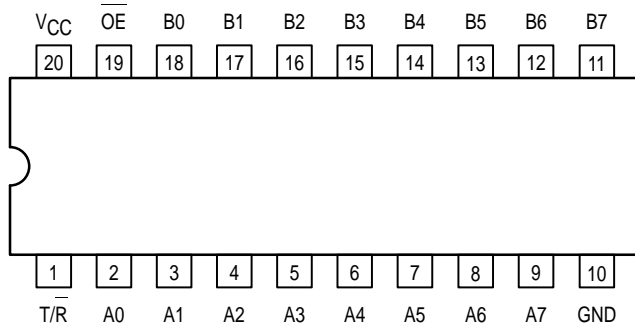 VCC OE B0 B1 B2 B3 B4 B5 B6 B7
20 19 18 17 16 15 14 13 12 11
1 2 3 4 5 6 7 8 9 10
T/R A0 A1 A2 A3 A4 A5 A6 A7 GND